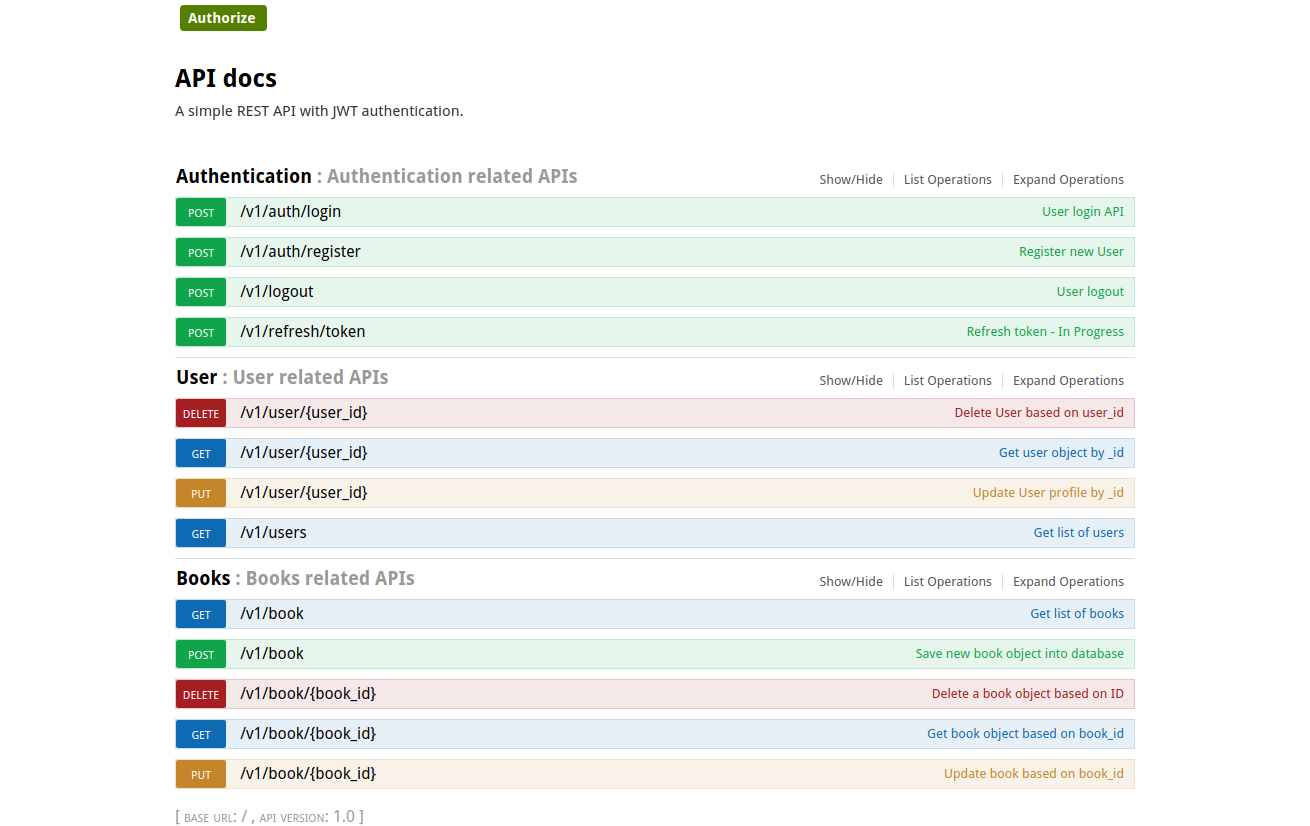 Authorize
API docs
A simple REST API with JWT authentication.
Authentication : Authentication related APIs Show/Hide List Operations Expand Operations
POST /v1/auth/login User login API
POST /v1/auth/register Register new User
POST /v1/logout User logout
POST /v1/refresh/token Refresh token - In Progress
User : User related APIs Show/Hide List Operations Expand Operations
DELETE /v1/user/{user_id} Delete User based on user_id
GET /v1/user/{user_id} Get user object by _id
PUT /v1/user/{user_id} Update User profile by _id
GET /v1/users Get list of users
Books : Books related APIs Show/Hide List Operations Expand Operations
GET /v1/book Get list of books
POST /v1/book Save new book object into database
DELETE /v1/book/{book_id} Delete a book object based on ID
GET /v1/book/{book_id} Get book object based on book_id
PUT /v1/book/{book_id} Update book based on book_id
[ BASE URL: / , API VERSION: 1.0 ]